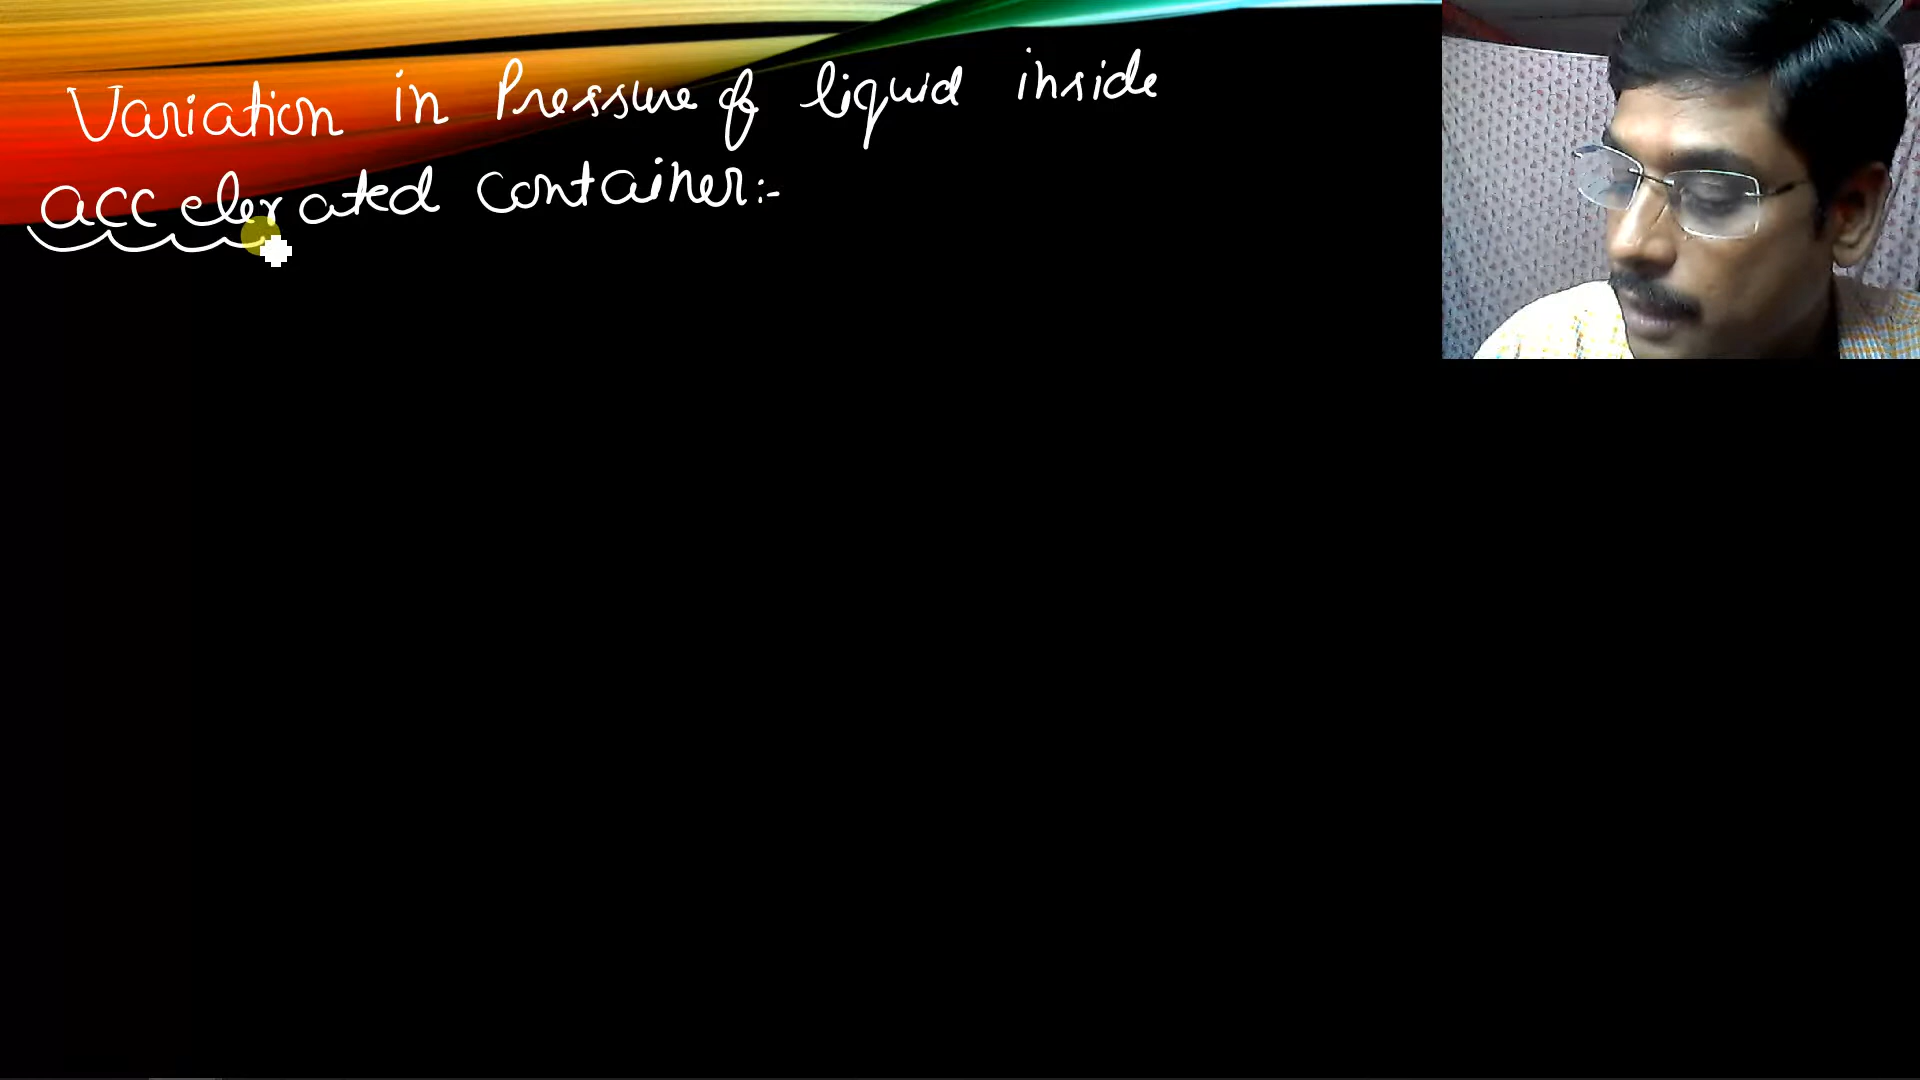 Variation in Pressure of liquid inside
accelerated container:-